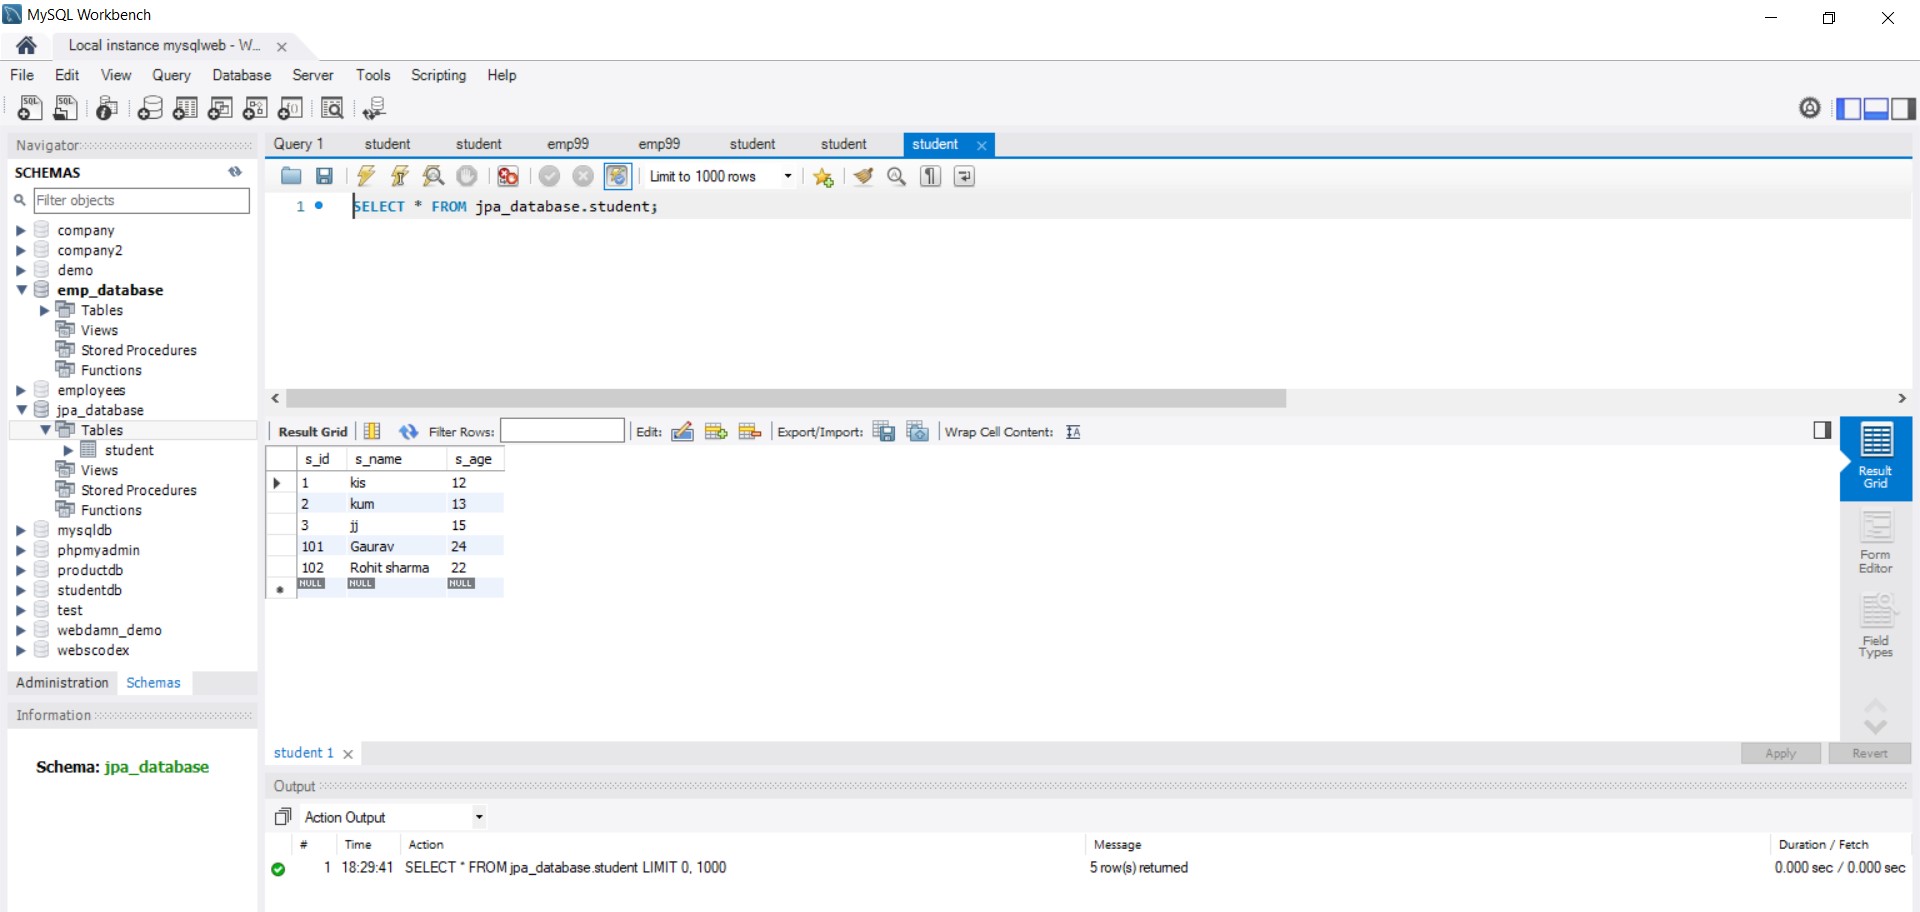 MySQL Workbench
Local instance mysqlweb - W...
File Edit View Query Database Server Tools Scripting Help
Navigator
SCHEMAS
Filter objects
company
company2
demo
emp_database
Tables
Views
Stored Procedures
Functions
employees
jpa_database
Tables
student
Views
Stored Procedures
Functions
mysqldb
phpmyadmin
productdb
studentdb
test
webdamn_demo
webscodex
Administration Schemas
Information
Schema: jpa_database
Query 1 student student emp99 emp99 student student student
Limit to 1000 rows
1 SELECT * FROM jpa_database.student;
Result Grid Filter Rows: Edit: Export/Import: Wrap Cell Content:
s_id s_name s_age
1 kis 12
2 kum 13
3 jj 15
101 Gaurav 24
102 Rohit sharma 22
NULL NULL NULL
Result
Grid
Form
Editor
Field
Types
student 1
Apply Revert
Output
Action Output
# Time Action Message Duration / Fetch
1 18:29:41 SELECT * FROM jpa_database.student LIMIT 0, 1000 5 row(s) returned 0.000 sec / 0.000 sec